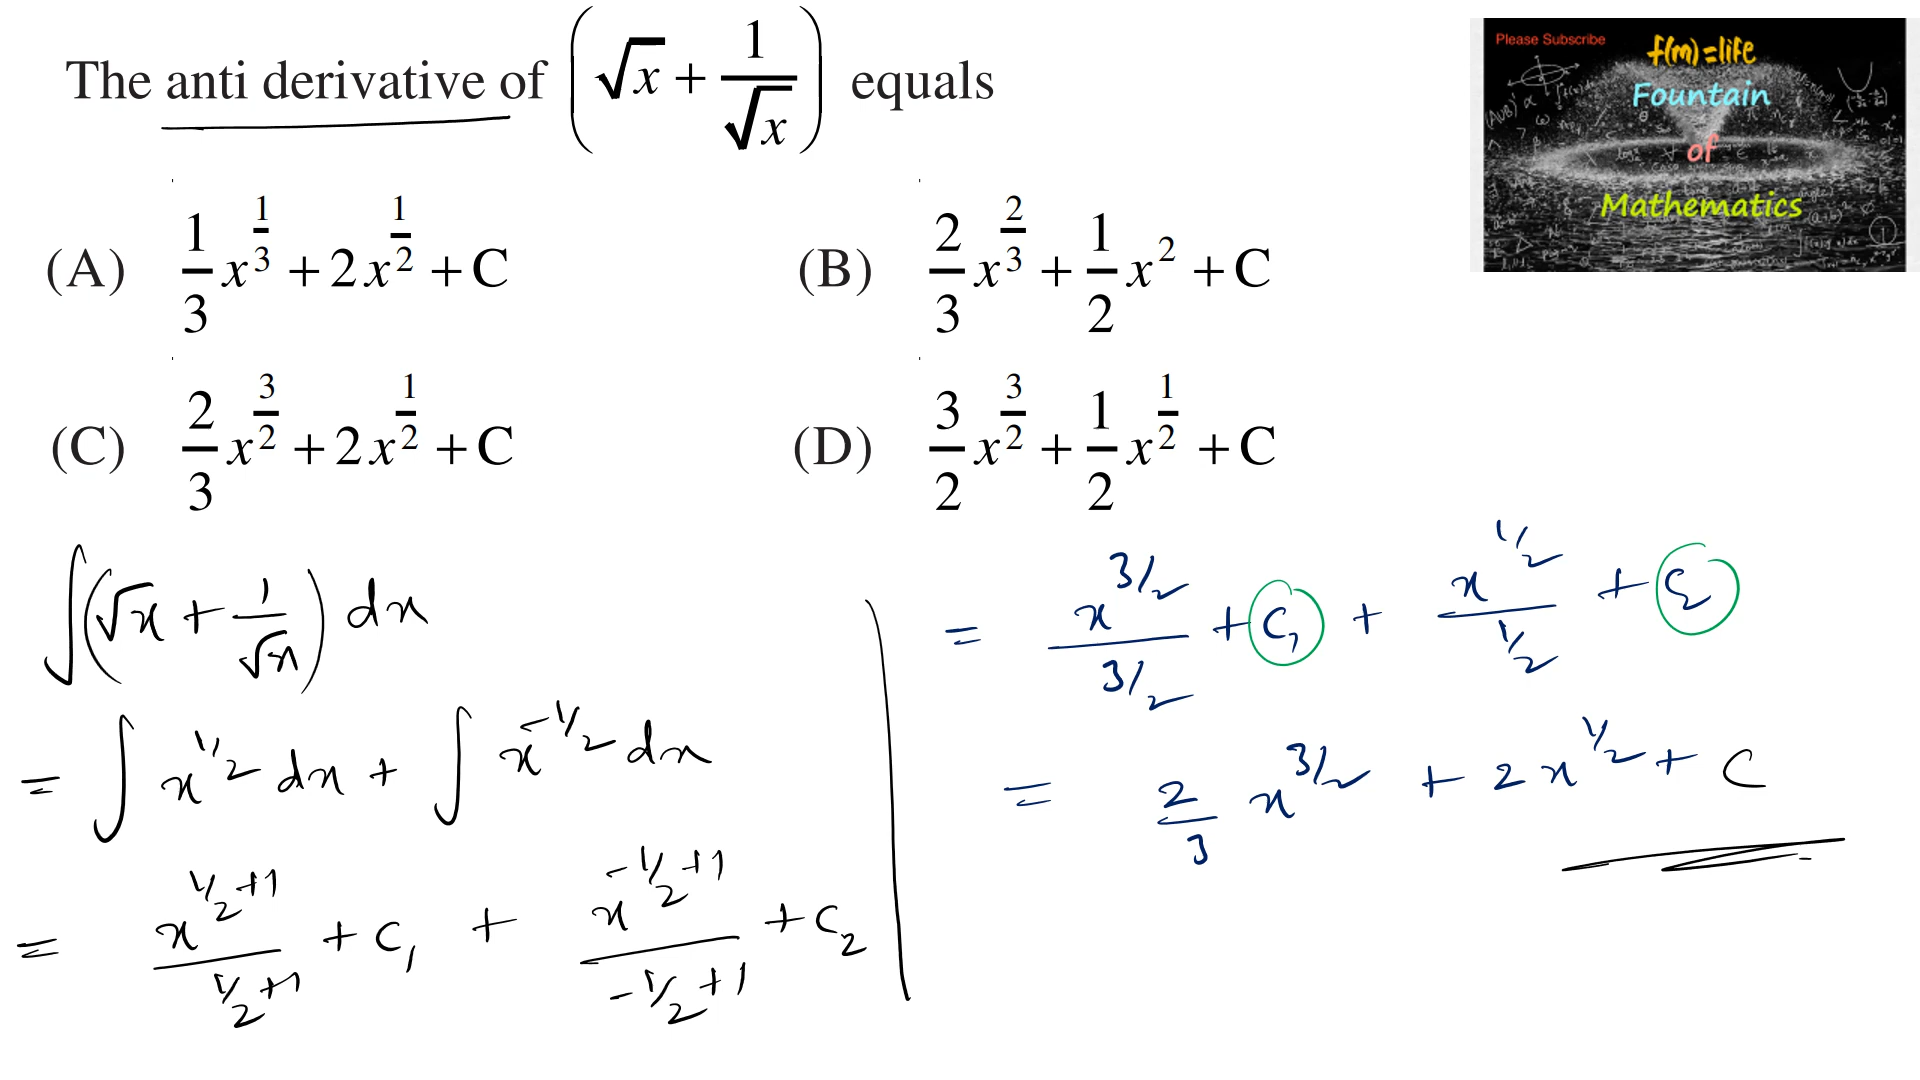 The anti derivative of (√x + 1/√x) equals
(A) 1/3 x^(1/3) + 2x^(1/2) + C
(B) 2/3 x^(2/3) + 1/2 x^2 + C
(C) 2/3 x^(3/2) + 2x^(1/2) + C
(D) 3/2 x^(3/2) + 1/2 x^(1/2) + C
∫(√x + 1/√x) dx
= ∫ x^(1/2) dx + ∫ x^(-1/2) dx
= x^(1/2+1)/(1/2+1) + C₁ + x^(-1/2+1)/(-1/2+1) + C₂
= x^(3/2)/(3/2) + C₁ + x^(1/2)/(1/2) + C₂
= 2/3 x^(3/2) + 2x^(1/2) + C
Please Subscribe
f(m)=life
Fountain
of
Mathematics